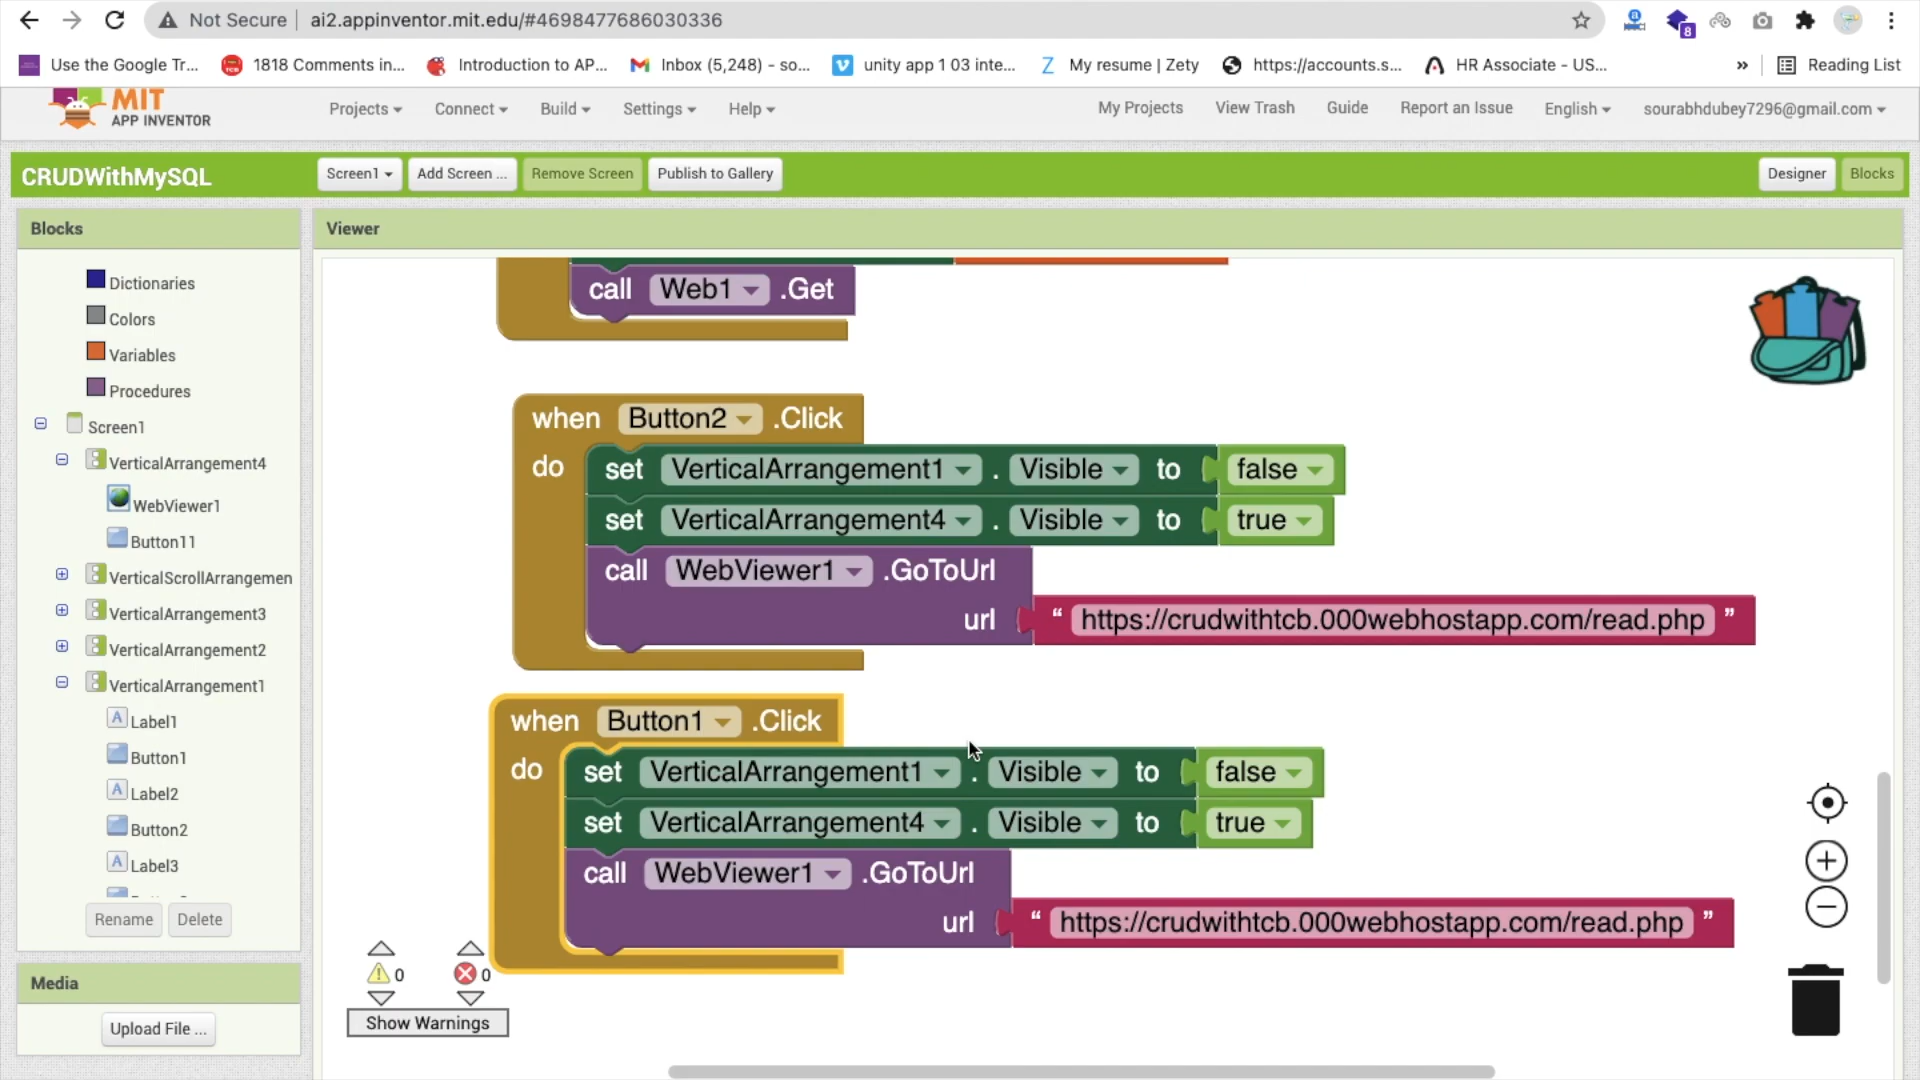 Not Secure | ai2.appinventor.mit.edu/#4698477686030336
8
Use the Google Tr... 1818 Comments in... Introduction to AP... Inbox (5,248) - so... unity app 1 03 inte... My resume | Zety https://accounts.s... HR Associate - US... » Reading List
MIT
APP INVENTOR
Projects Connect Build Settings Help My Projects View Trash Guide Report an Issue English sourabhdubey7296@gmail.com
CRUDWithMySQL Screen1 Add Screen ... Remove Screen Publish to Gallery Designer Blocks
Blocks
Viewer
Dictionaries
Colors
Variables
Procedures
Screen1
VerticalArrangement4
WebViewer1
Button11
VerticalScrollArrangemen
VerticalArrangement3
VerticalArrangement2
VerticalArrangement1
Label1
Button1
Label2
Button2
Label3
Rename Delete
Media
Upload File ...
call Web1 .Get
when Button2 .Click
do set VerticalArrangement1 . Visible to false
set VerticalArrangement4 . Visible to true
call WebViewer1 .GoToUrl
url “ https://crudwithtcb.000webhostapp.com/read.php ”
when Button1 .Click
do set VerticalArrangement1 . Visible to false
set VerticalArrangement4 . Visible to true
call WebViewer1 .GoToUrl
url “ https://crudwithtcb.000webhostapp.com/read.php ”
0 0
Show Warnings